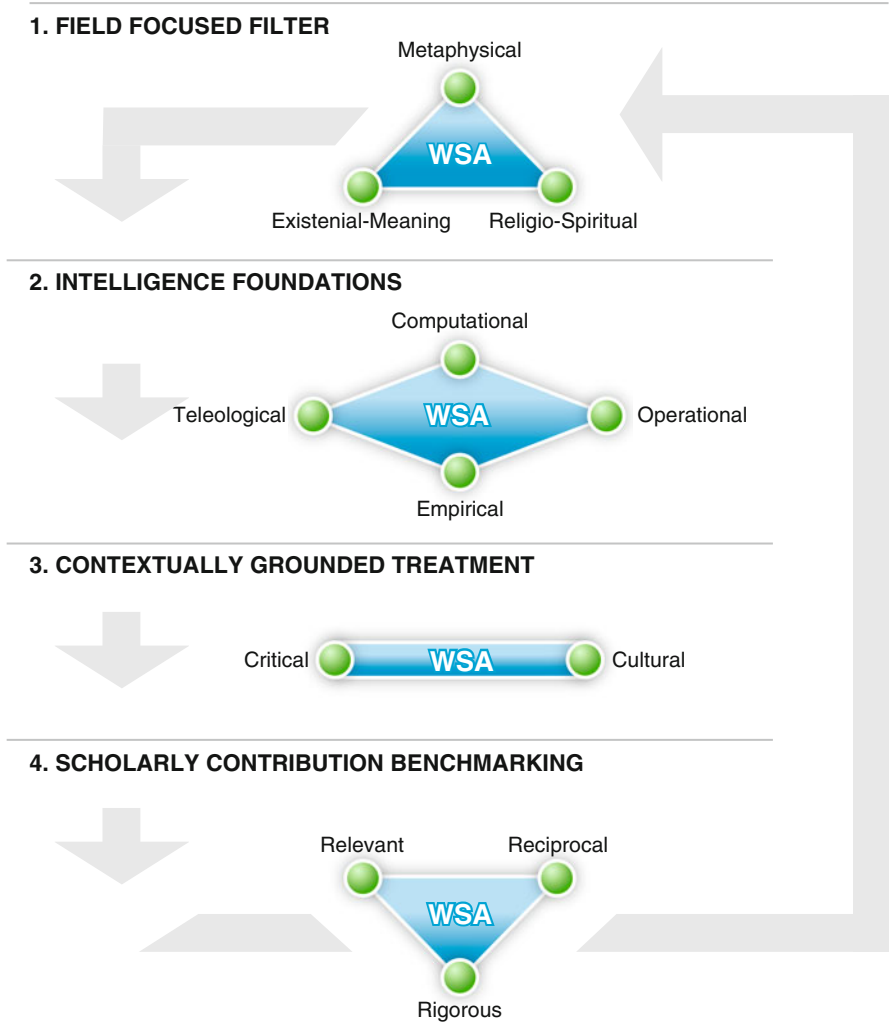 1. FIELD FOCUSED FILTER
Metaphysical
WSA
Existenial-Meaning Religio-Spiritual
2. INTELLIGENCE FOUNDATIONS
Computational
Teleological WSA Operational
Empirical
3. CONTEXTUALLY GROUNDED TREATMENT
Critical WSA Cultural
4. SCHOLARLY CONTRIBUTION BENCHMARKING
Relevant Reciprocal
WSA
Rigorous